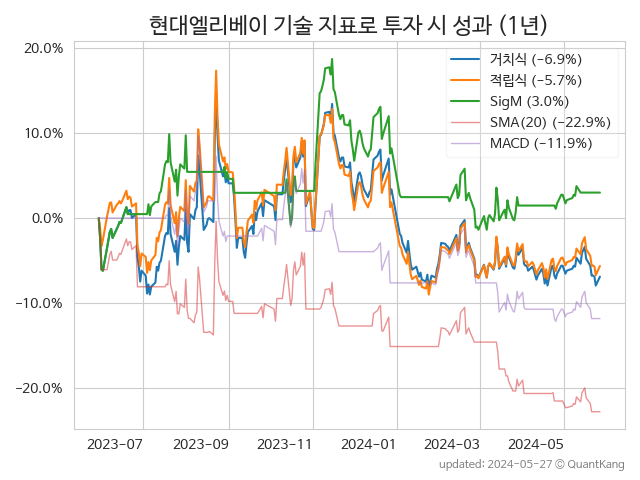 현대엘리베이 기술 지표로 투자 시 성과 (1년)
거치식 (−6.9%)
적립식 (−5.7%)
SigM (3.0%)
SMA(20) (−22.9%)
MACD (−11.9%)
20.0%
10.0%
0.0%
−10.0%
−20.0%
2023−07 2023−09 2023−11 2024−01 2024−03 2024−05
updated: 2024-05-27 © QuantKang